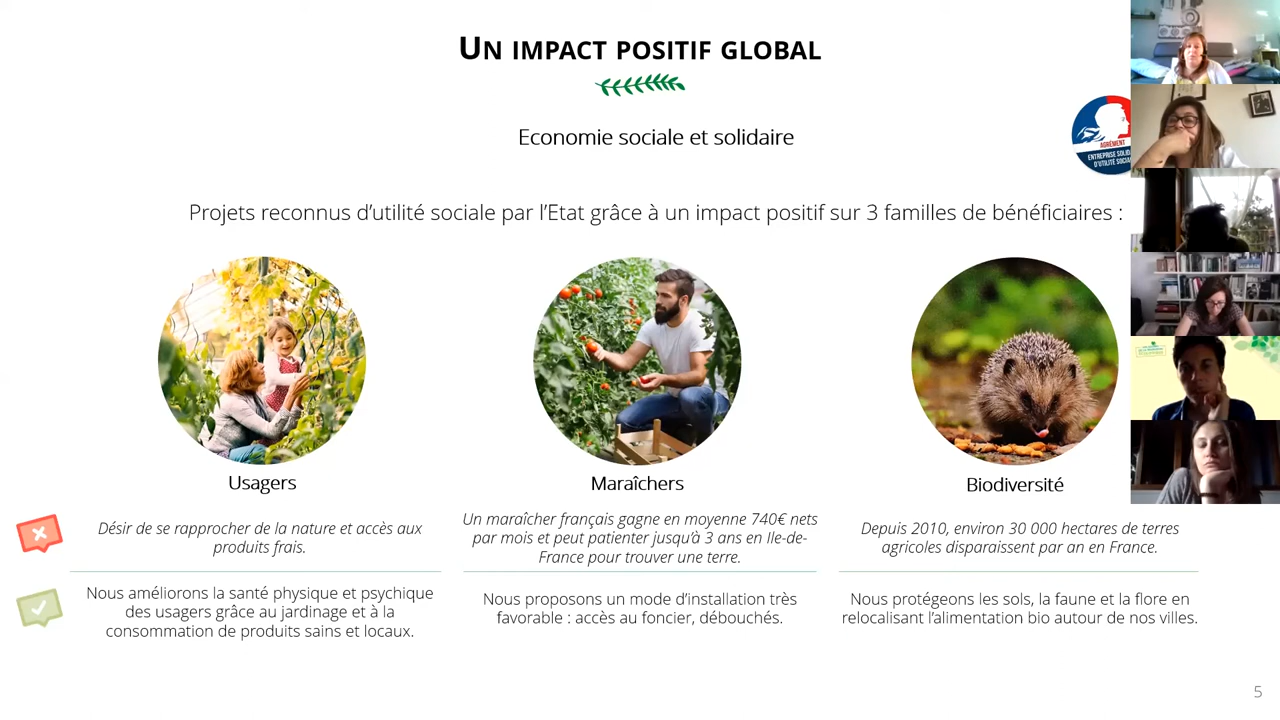 Un impact positif global
Economie sociale et solidaire
AGRÉMENT
ENTREPRISE
D'UTILITÉ
Projets reconnus d’utilité sociale par l’Etat grâce à un impact positif sur 3 familles de bénéficiaires :
Usagers
Maraîchers
Biodiversité
Désir de se rapprocher de la nature et accès aux
produits frais.
Un maraîcher français gagne en moyenne 740€ nets
par mois et peut patienter jusqu’à 3 ans en Ile-de-
France pour trouver une terre.
Depuis 2010, environ 30 000 hectares de terres
agricoles disparaissent par an en France.
Nous améliorons la santé physique et psychique
des usagers grâce au jardinage et à la
consommation de produits sains et locaux.
Nous proposons un mode d’installation très
favorable : accès au foncier, débouchés.
Nous protégeons les sols, la faune et la flore en
relocalisant l’alimentation bio autour de nos villes.
5